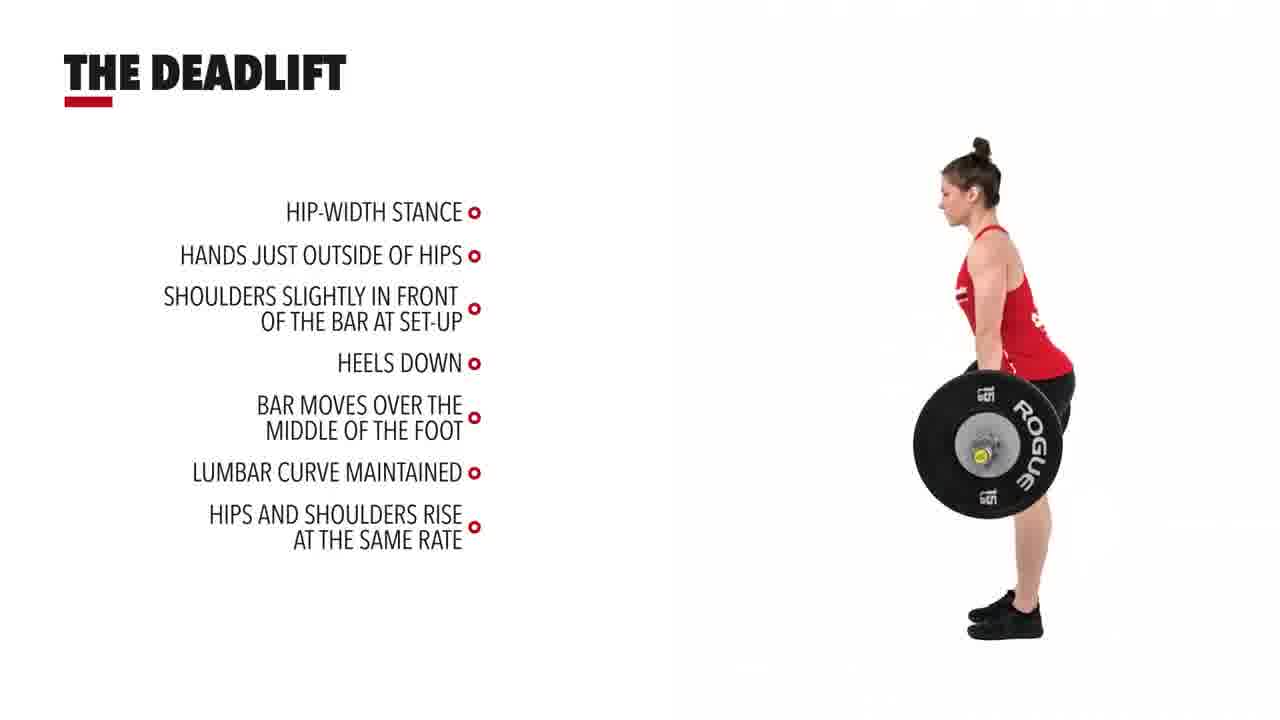 THE DEADLIFT
HIP-WIDTH STANCE
HANDS JUST OUTSIDE OF HIPS
SHOULDERS SLIGHTLY IN FRONT
OF THE BAR AT SET-UP
HEELS DOWN
BAR MOVES OVER THE
MIDDLE OF THE FOOT
LUMBAR CURVE MAINTAINED
HIPS AND SHOULDERS RISE
AT THE SAME RATE
15
ROGUE
15